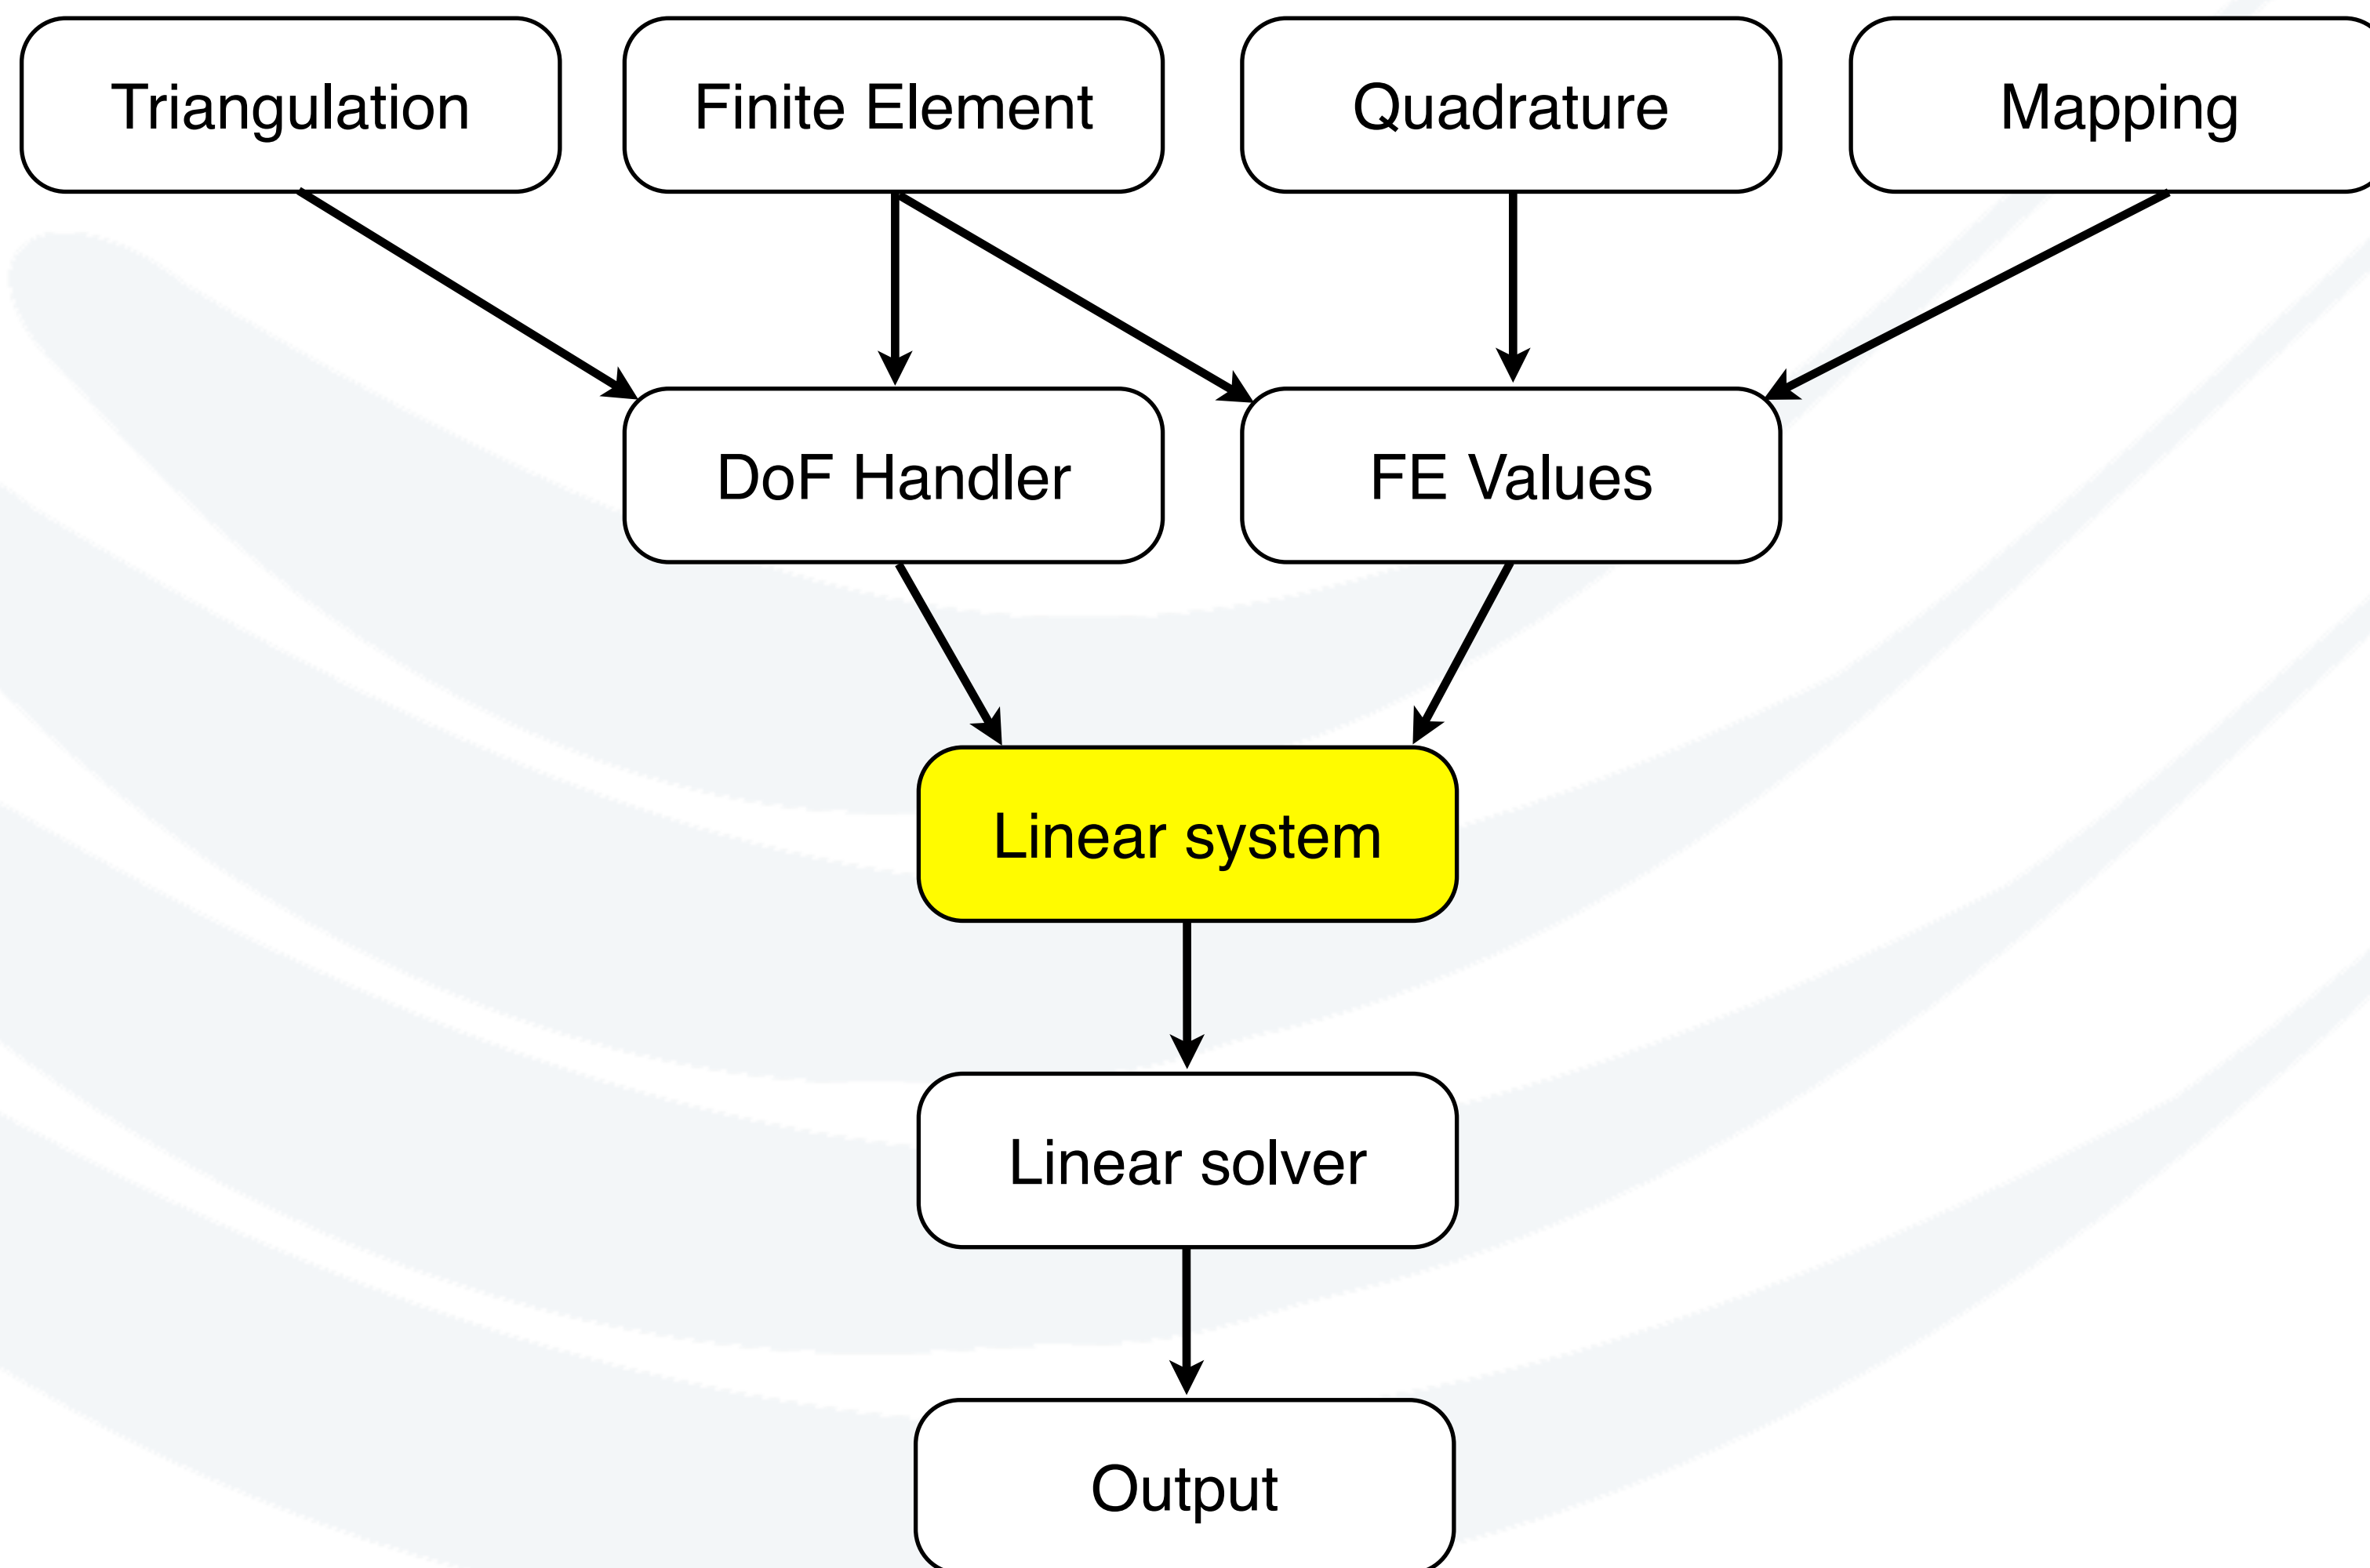 Triangulation
Finite Element
Quadrature
Mapping
DoF Handler
FE Values
Linear system
Linear solver
Output